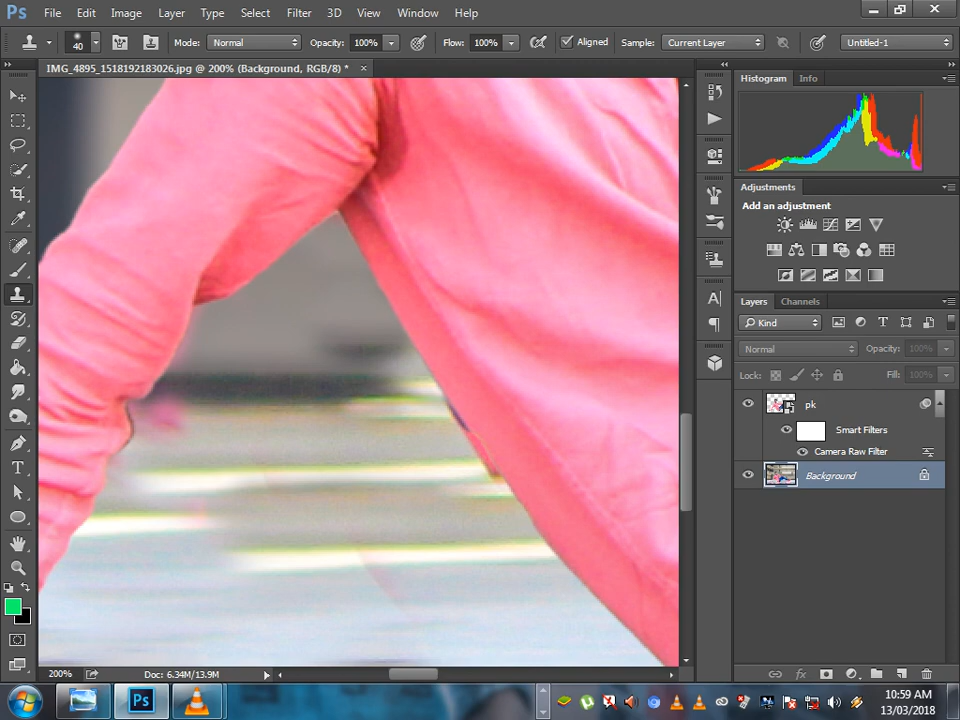 Ps File Edit Image Layer Type Select Filter 3D View Window Help
40 Mode: Normal Opacity: 100% Flow: 100% Aligned Sample: Current Layer Untitled-1
IMG_4895_1518192183026.jpg @ 200% (Background, RGB/8) * ×
Histogram Info
Adjustments
Add an adjustment
Layers Channels
Kind T
Normal Opacity: 100%
Lock: Fill: 100%
pk
Smart Filters
Camera Raw Filter
Background
A
T
200% Doc: 6.34M/13.9M
fx
Ps
10:59 AM
13/03/2018